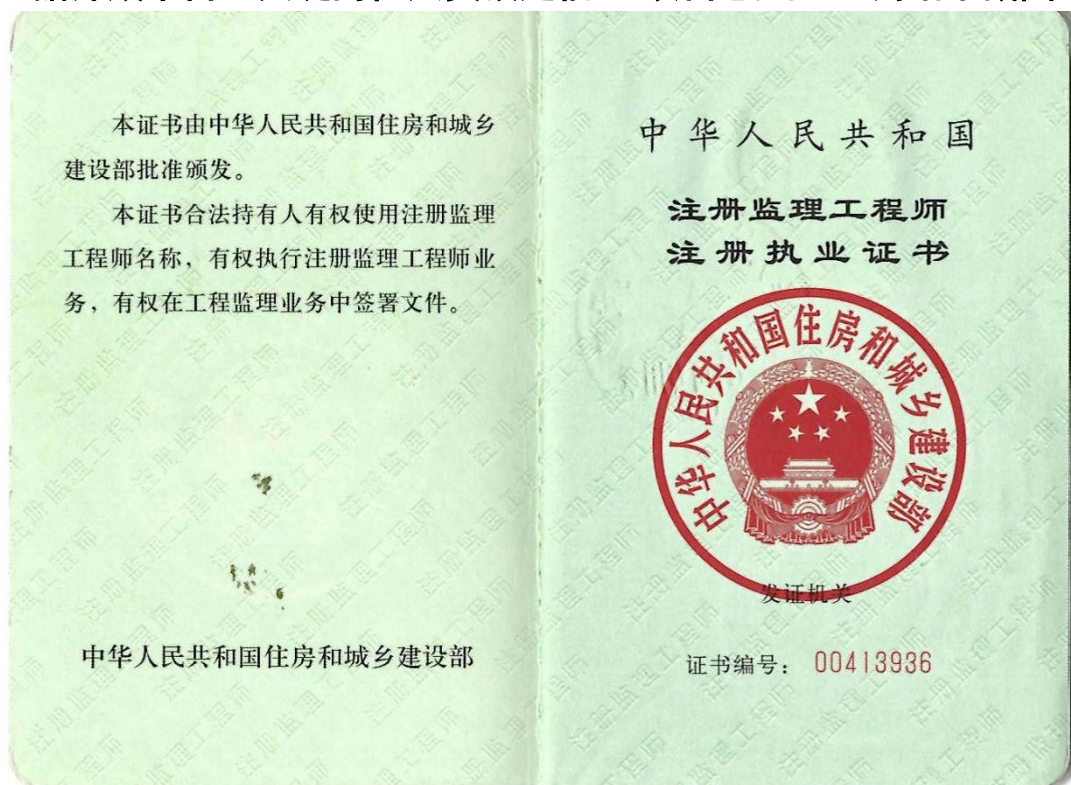 本证书由中华人民共和国住房和城乡
建设部批准颁发。
本证书合法持有人有权使用注册监理
工程师名称，有权执行注册监理工程师业
务，有权在工程监理业务中签署文件。
中华人民共和国住房和城乡建设部
中华人民共和国
注册监理工程师
注册执业证书
中华人民共和国住房和城乡建设部
发证机关
证书编号： 00413936